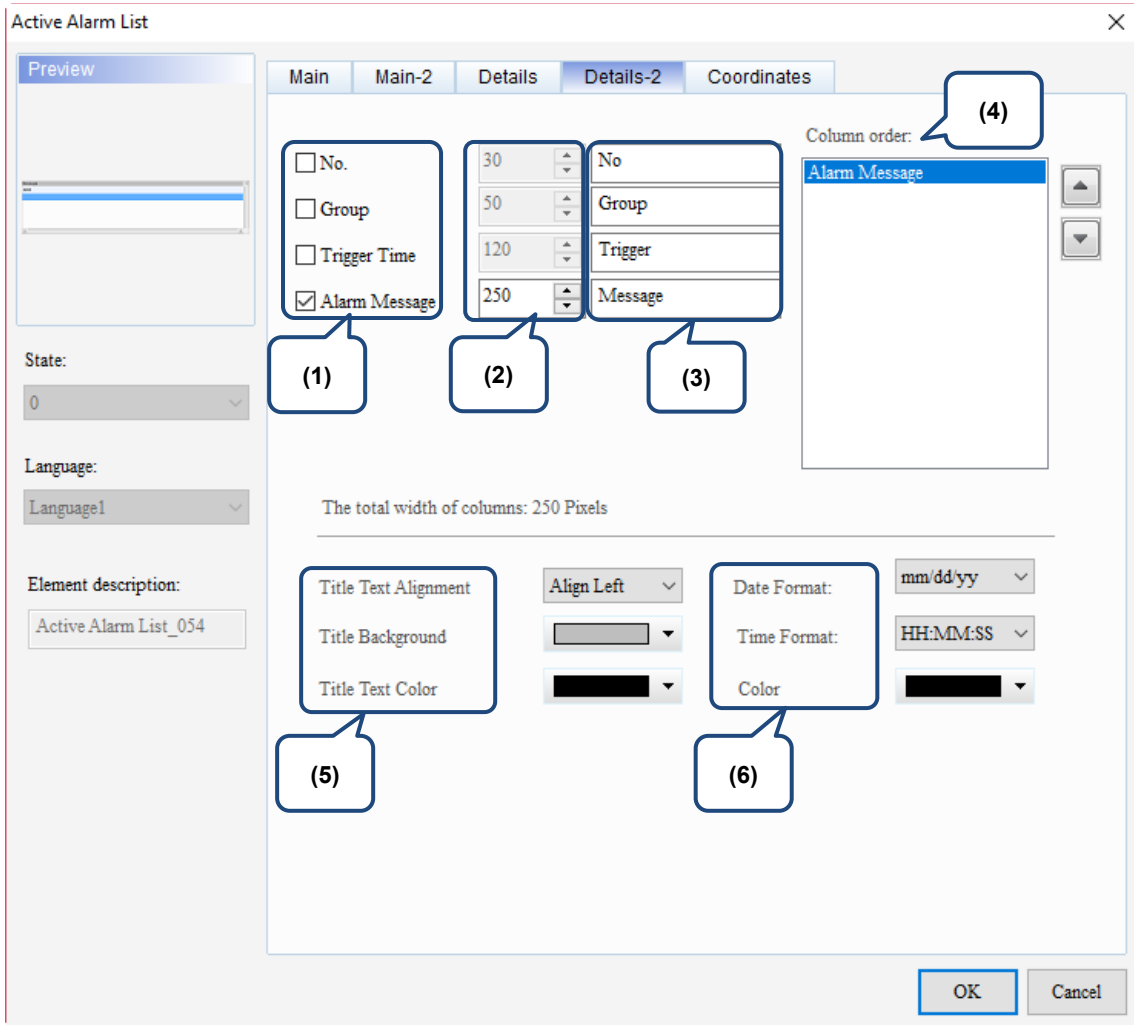 Active Alarm List
Preview
Main Main-2 Details Details-2 Coordinates
(4)
Column order:
No. 30 No Alarm Message
Group 50 Group
Trigger Time 120 Trigger
Alarm Message 250 Message
(1) (2) (3)
State:
0
Language:
Language1
The total width of columns: 250 Pixels
Element description:
Active Alarm List_054
Title Text Alignment Align Left Date Format: mm/dd/yy
Title Background Time Format: HH:MM:SS
Title Text Color Color
(5) (6)
OK Cancel